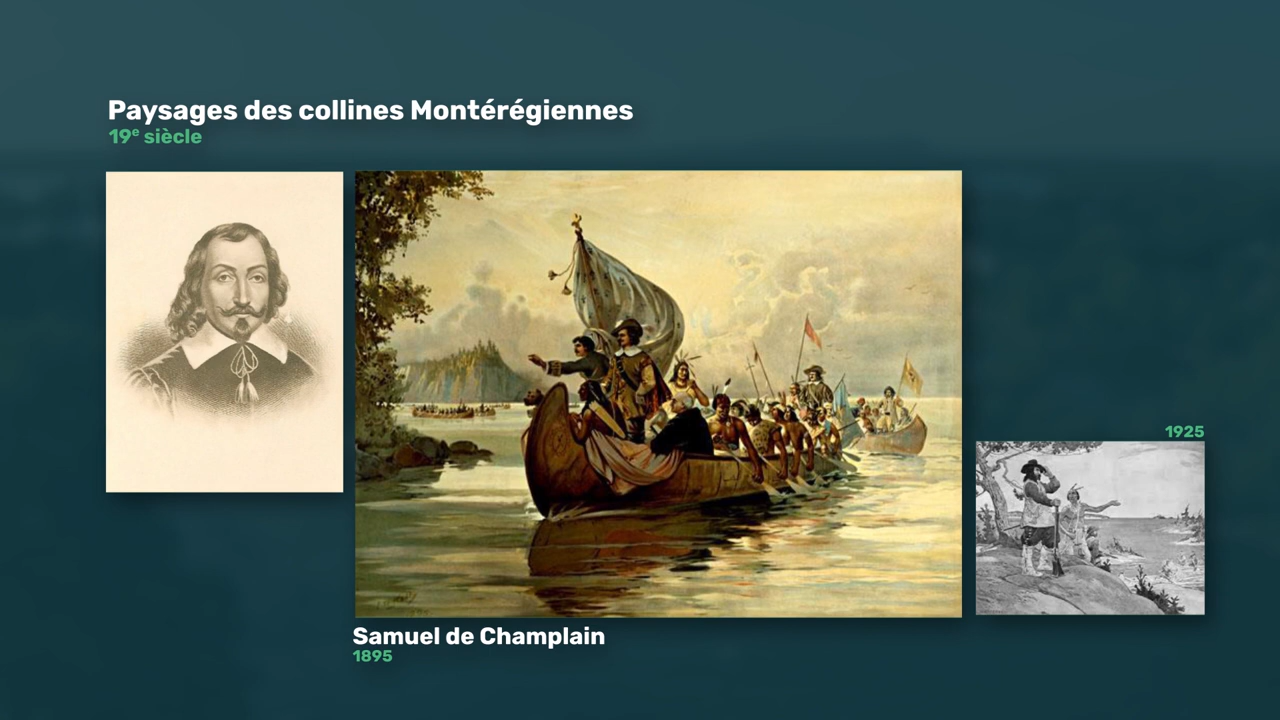 Paysages des collines Montérégiennes
19e siècle
1925
Samuel de Champlain
1895